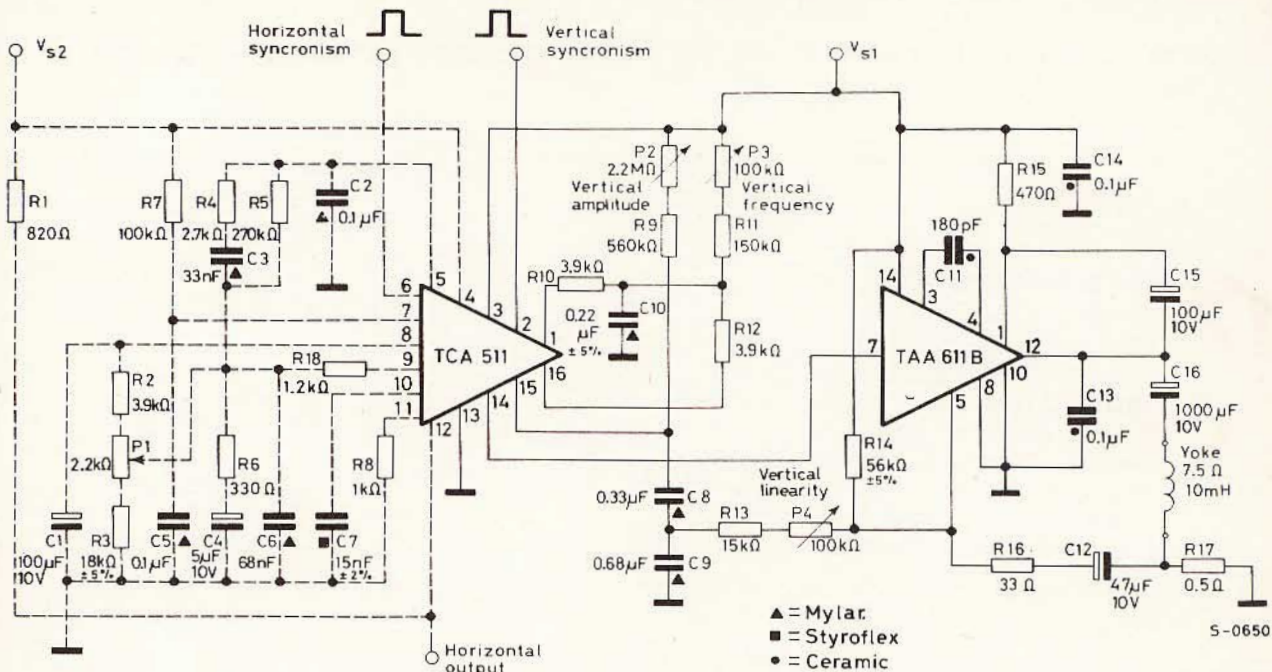 Horizontal
syncronism
Vertical
syncronism
VS2
VS1
R1
820Ω
R7
100kΩ
R4
2.7kΩ
R5
270kΩ
C2
0.1µF
C3
33nF
P2
2.2MΩ
Vertical
amplitude
R9
560kΩ
P3
100kΩ
Vertical
frequency
R11
150kΩ
R15
470Ω
C14
0.1µF
180pF
C11
R10
3.9kΩ
C10
0.22
µF
±5%
R12
3.9kΩ
C15
100µF
10V
C16
1000µF
10V
C13
0.1µF
Yoke
7.5 Ω
10mH
TCA 511
5
4
3
2
1
16
15
14
13
12
6
7
8
9
10
11
TAA 611B
14
3
4
1
12
10
8
5
7
R18
1.2kΩ
R2
3.9kΩ
P1
2.2kΩ
R6
330Ω
R8
1kΩ
R14
56kΩ
±5%
C1
100µF
10V
R3
18kΩ
±5%
C5
0.1µF
C4
5µF
10V
C6
68nF
C7
15nF
±2%
0.33µF
C8
0.68µF
C9
Vertical
linearity
R13
15kΩ
P4
100kΩ
R16
33 Ω
C12
47µF
10V
R17
0.5Ω
Horizontal
output
▲ = Mylar.
■ = Styroflex
● = Ceramic
S-0650